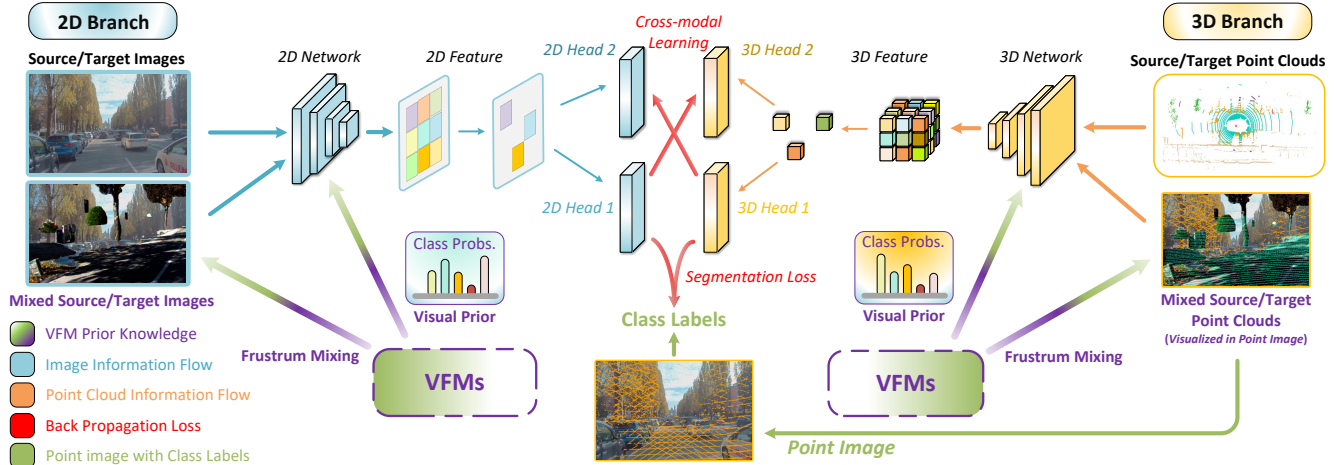 2D Branch
3D Branch
Source/Target Images
2D Network
2D Feature
2D Head 2
Cross-modal
Learning
3D Head 2
3D Feature
3D Network
Source/Target Point Clouds
2D Head 1
3D Head 1
Class Probs.
Visual Prior
Segmentation Loss
Class Probs.
Visual Prior
Mixed Source/Target Images
Class Labels
Mixed Source/Target
Point Clouds
(Visualized in Point Image)
VFM Prior Knowledge
Image Information Flow
Point Cloud Information Flow
Back Propagation Loss
Point image with Class Labels
Frustrum Mixing
VFMs
VFMs
Frustrum Mixing
Point Image